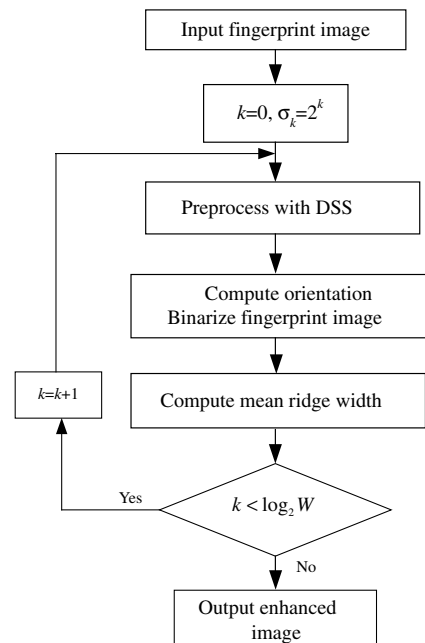 Input fingerprint image
k=0, σₖ=2ᵏ
Preprocess with DSS
Compute orientation
Binarize fingerprint image
Compute mean ridge width
k=k+1
Yes
k < log₂ W
No
Output enhanced
image